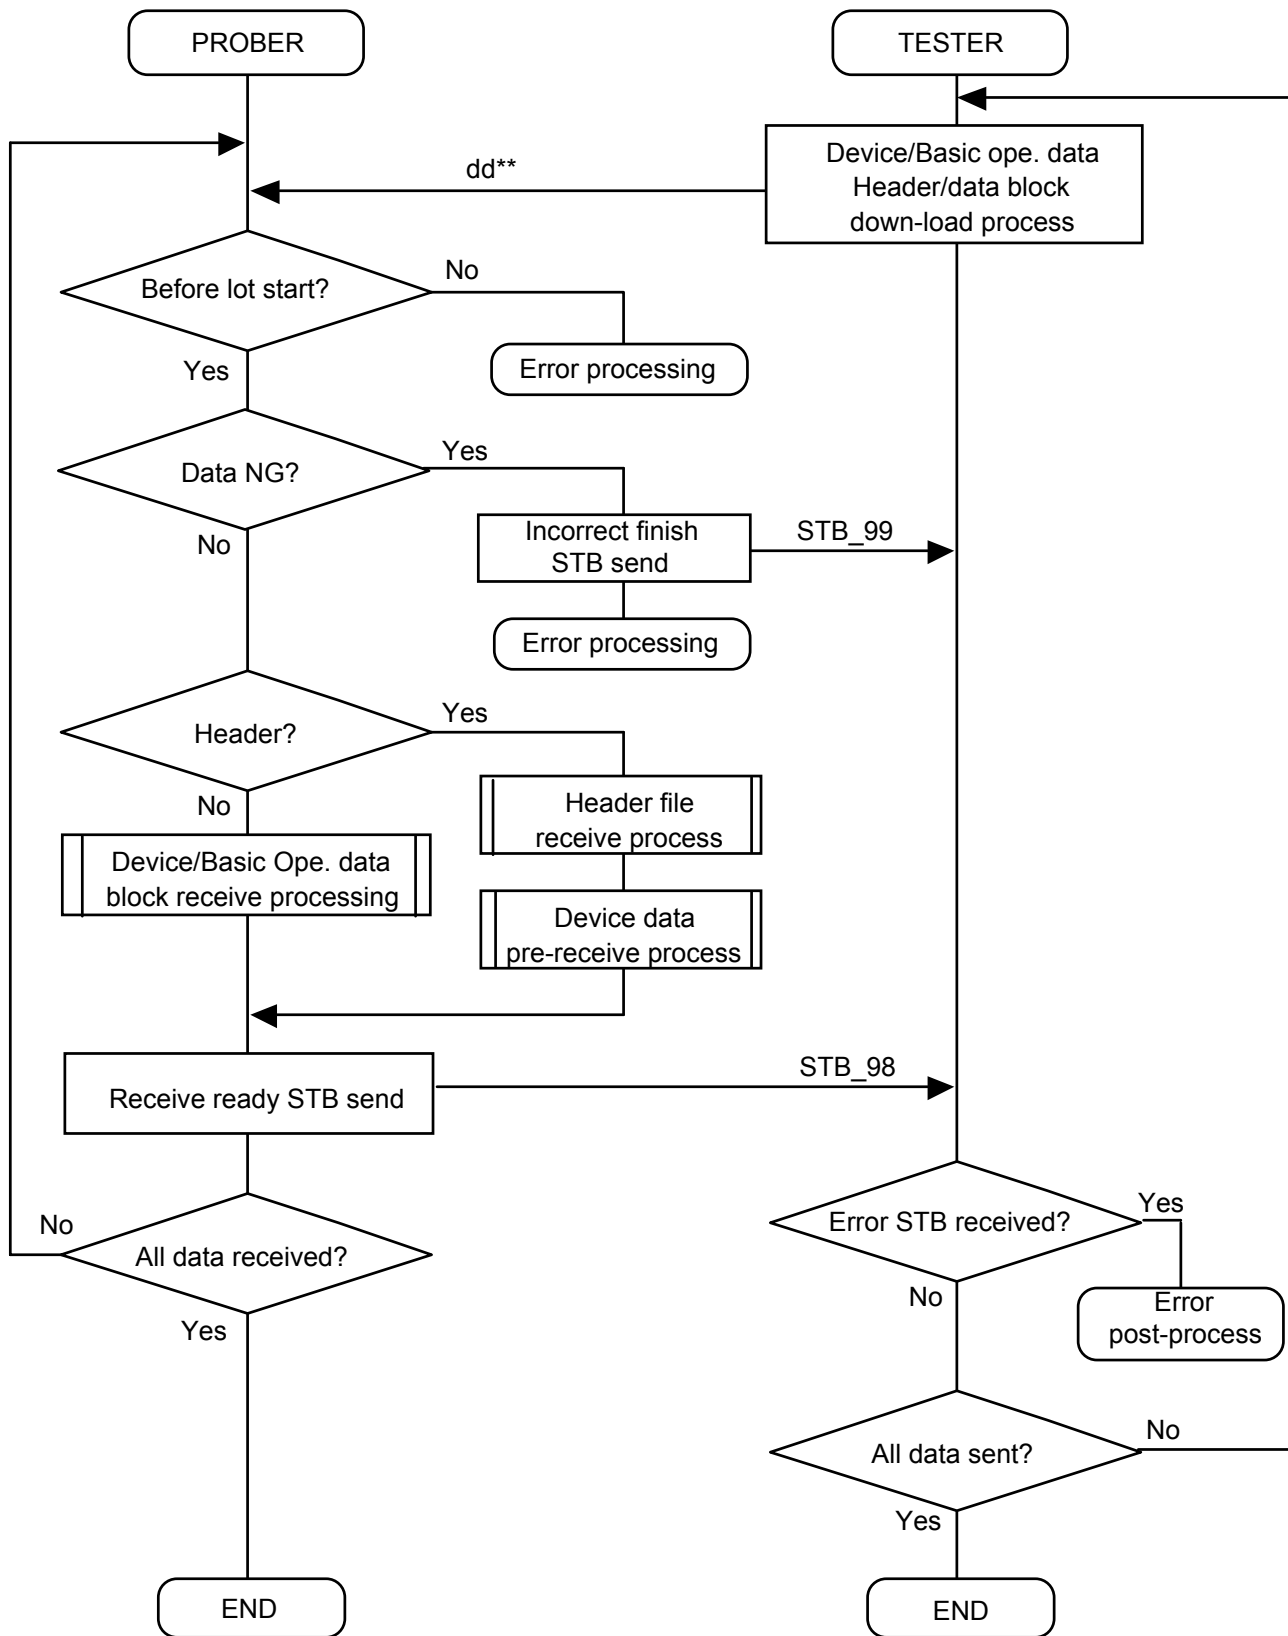 PROBER
TESTER
Device/Basic ope. data
Header/data block
down-load process
dd**
Before lot start?
No
Yes
Error processing
Data NG?
Yes
No
Incorrect finish
STB send
STB_99
Error processing
Header?
Yes
No
Header file
receive process
Device/Basic Ope. data
block receive processing
Device data
pre-receive process
Receive ready STB send
STB_98
All data received?
No
Yes
Error STB received?
Yes
No
Error
post-process
All data sent?
No
Yes
END
END